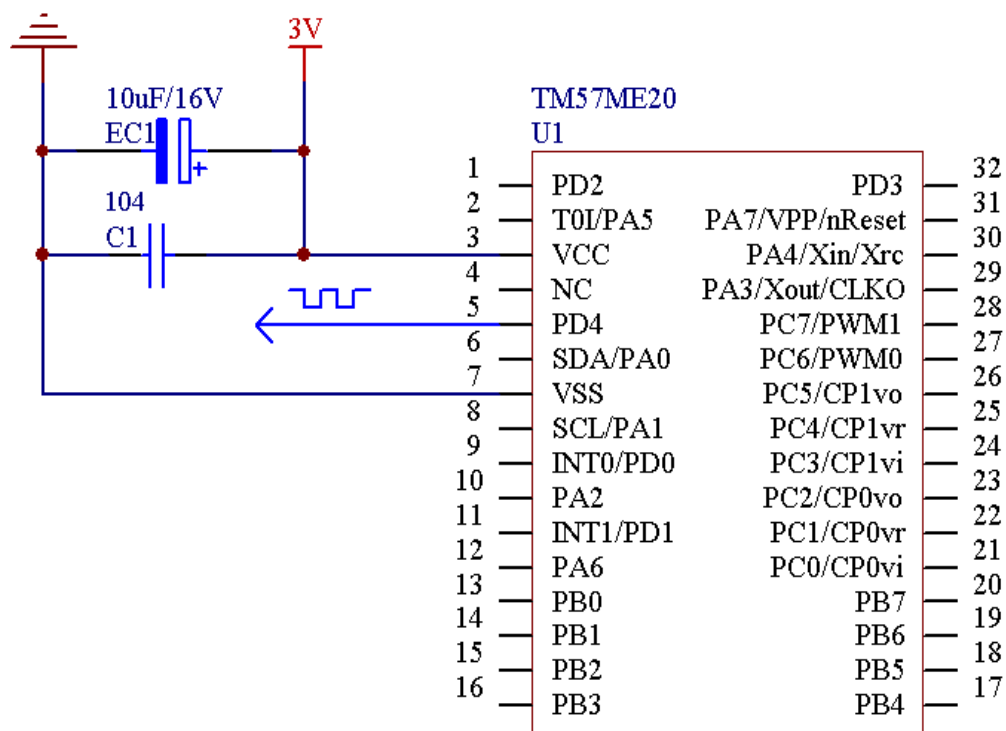 3V
10uF/16V
EC1
+
104
C1
TM57ME20
U1
1 PD2 PD3 32
2 T0I/PA5 PA7/VPP/nReset 31
3 VCC PA4/Xin/Xrc 30
4 NC PA3/Xout/CLKO 29
5 PD4 PC7/PWM1 28
6 SDA/PA0 PC6/PWM0 27
7 VSS PC5/CP1vo 26
8 SCL/PA1 PC4/CP1vr 25
9 INT0/PD0 PC3/CP1vi 24
10 PA2 PC2/CP0vo 23
11 INT1/PD1 PC1/CP0vr 22
12 PA6 PC0/CP0vi 21
13 PB0 PB7 20
14 PB1 PB6 19
15 PB2 PB5 18
16 PB3 PB4 17